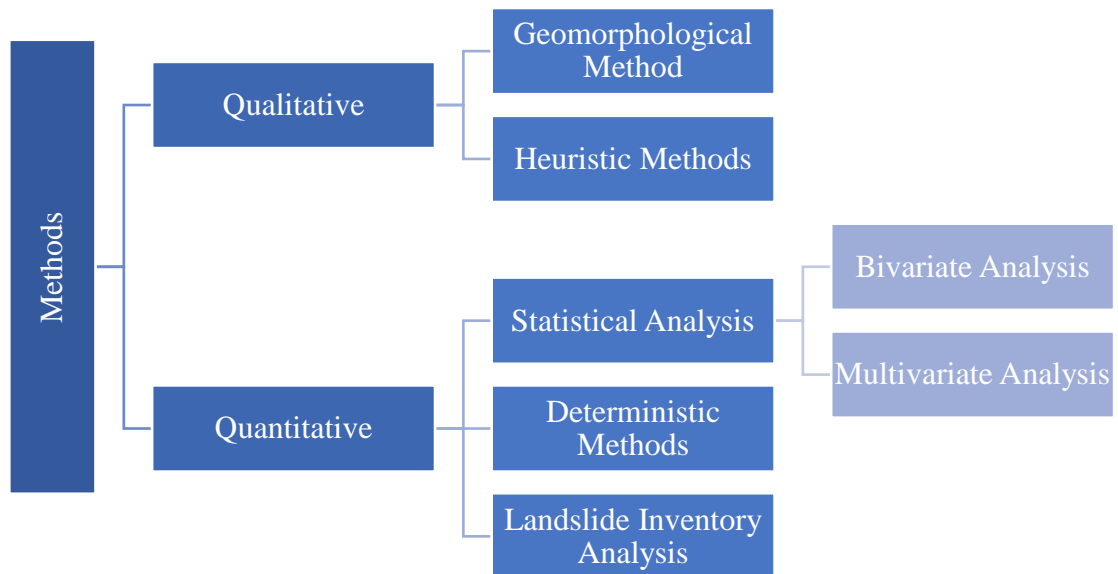 Methods
Qualitative
Geomorphological
Method
Heuristic Methods
Quantitative
Statistical Analysis
Bivariate Analysis
Multivariate Analysis
Deterministic
Methods
Landslide Inventory
Analysis